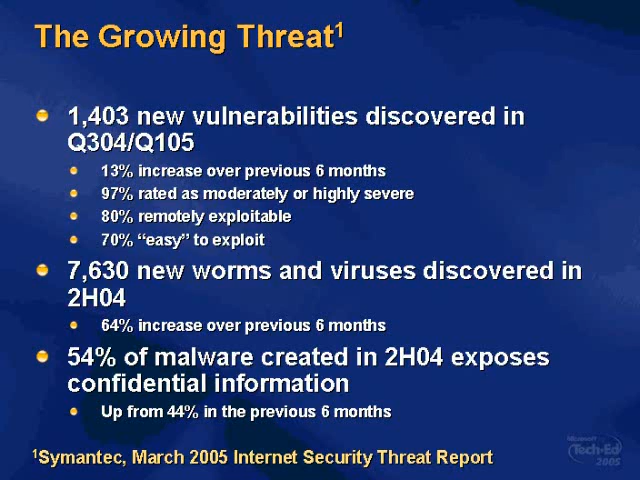 The Growing Threat¹
1,403 new vulnerabilities discovered in
Q304/Q105
13% increase over previous 6 months
97% rated as moderately or highly severe
80% remotely exploitable
70% “easy” to exploit
7,630 new worms and viruses discovered in
2H04
64% increase over previous 6 months
54% of malware created in 2H04 exposes
confidential information
Up from 44% in the previous 6 months
¹Symantec, March 2005 Internet Security Threat Report
Microsoft
Tech·Ed
2005